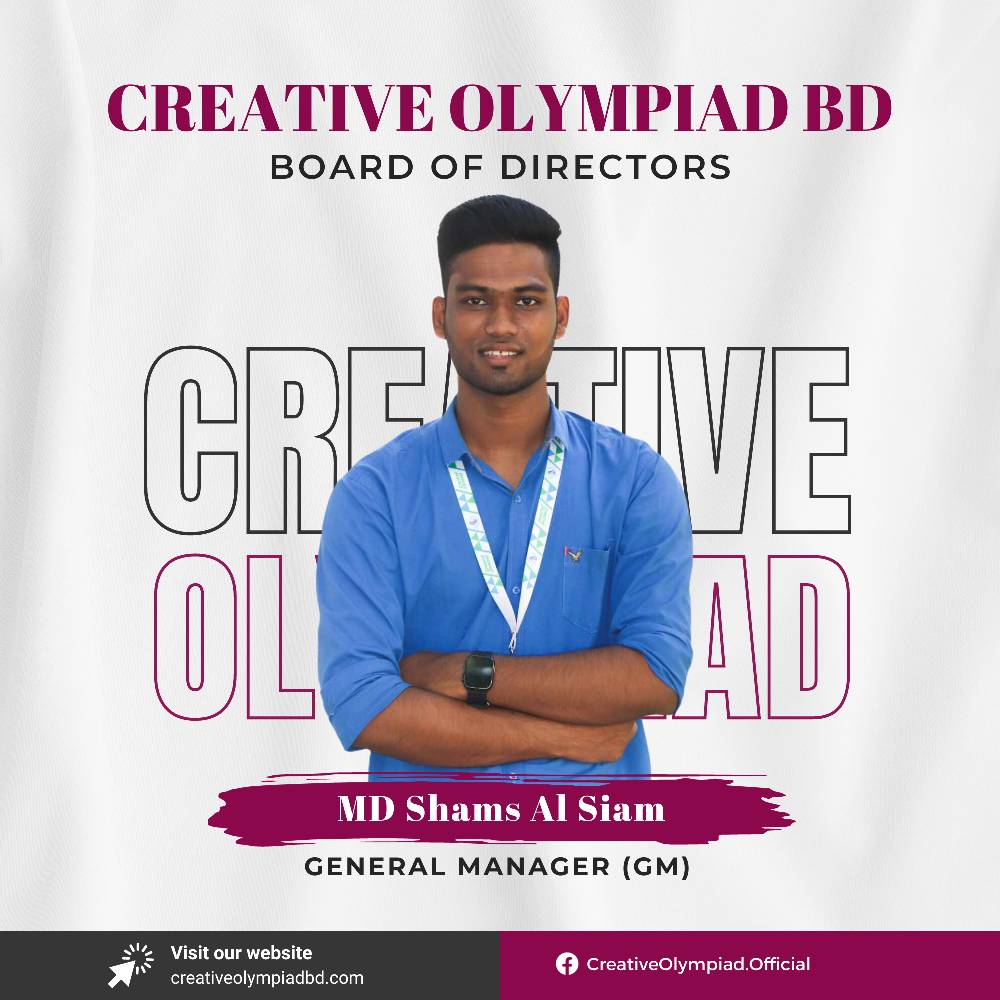 CREATIVE OLYMPIAD BD
BOARD OF DIRECTORS
MD Shams Al Siam
GENERAL MANAGER (GM)
Visit our website
creativeolympiadbd.com
CreativeOlympiad.Official